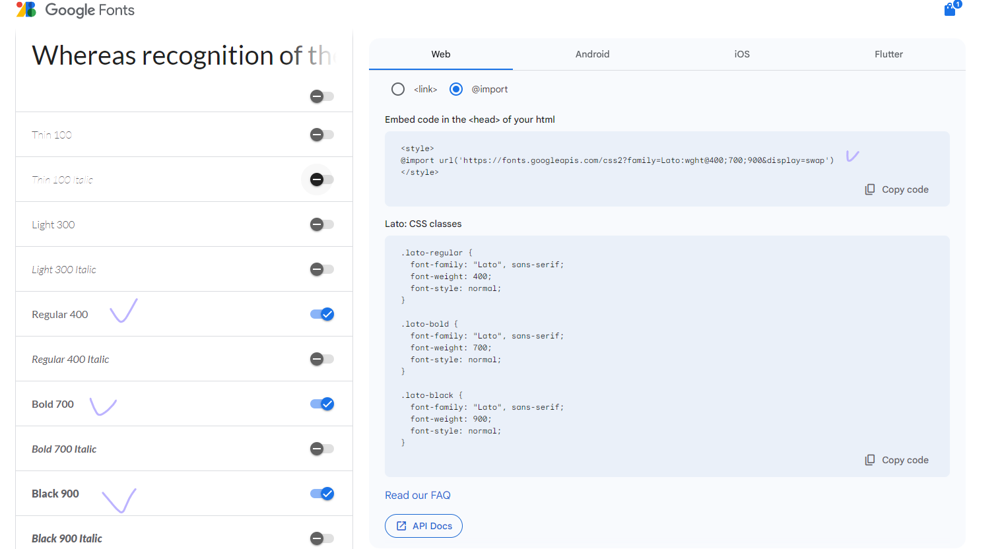 Google Fonts
1
Whereas recognition of the
Thin 100
Thin 100 Italic
Light 300
Light 300 Italic
Regular 400
Regular 400 Italic
Bold 700
Bold 700 Italic
Black 900
Black 900 Italic
Web
Android
iOS
Flutter
<link>
@import
Embed code in the <head> of your html
<style>
@import url('https://fonts.googleapis.com/css2?family=Lato:wght@400;700;900&display=swap')
</style>
Copy code
Lato: CSS classes
.lato-regular {
  font-family: "Lato", sans-serif;
  font-weight: 400;
  font-style: normal;
}
.lato-bold {
  font-family: "Lato", sans-serif;
  font-weight: 700;
  font-style: normal;
}
.lato-black {
  font-family: "Lato", sans-serif;
  font-weight: 900;
  font-style: normal;
}
Copy code
Read our FAQ
API Docs